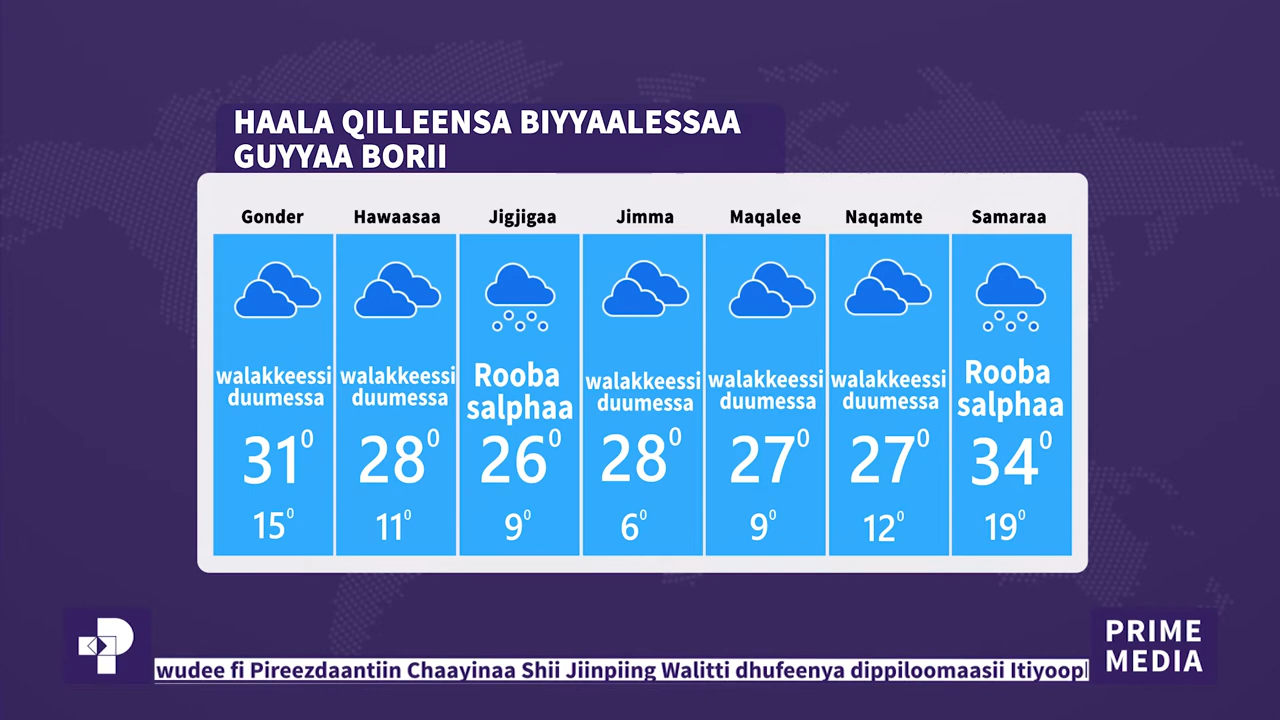 HAALA QILLEENSA BIYYAALESSAA
GUYYAA BORII
Gonder Hawaasaa Jigjigaa Jimma Maqalee Naqamte Samaraa
walakkeessi duumessa
31⁰
15⁰
walakkeessi duumessa
28⁰
11⁰
Rooba salphaa
26⁰
9⁰
walakkeessi duumessa
28⁰
6⁰
walakkeessi duumessa
27⁰
9⁰
walakkeessi duumessa
27⁰
12⁰
Rooba salphaa
34⁰
19⁰
PRIME
MEDIA
wudee fi Pireezdaantiin Chaayinaa Shii Jiinpiing Walitti dhufeenya dippiloomaasii